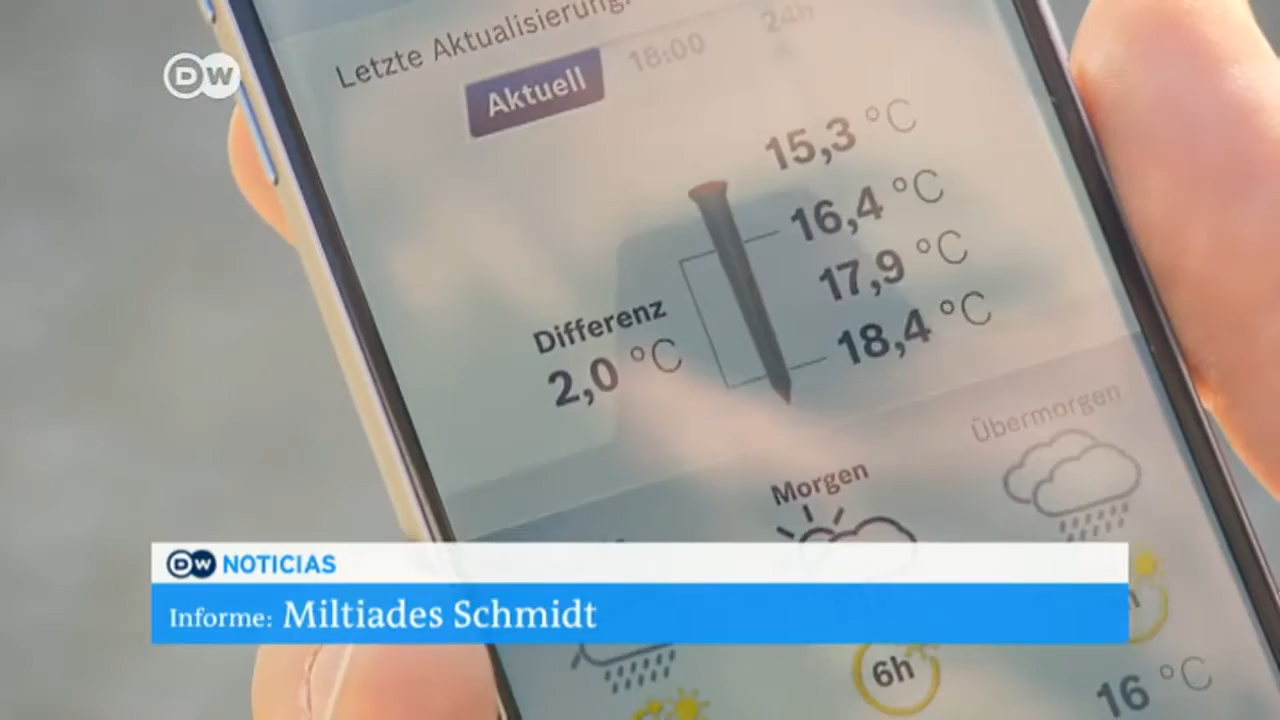 Letzte Aktualisierung:
DW
Aktuell
18:00
24h
15,3 °C
16,4 °C
17,9 °C
18,4 °C
Differenz
2,0 °C
Übermorgen
Morgen
DW NOTICIAS
Informe: Miltiades Schmidt
6h
h
16 °C